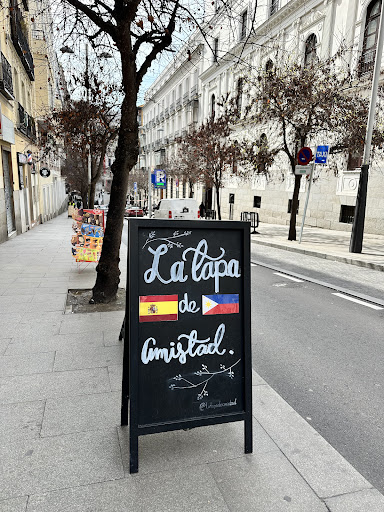 La tapa
de
amistad.